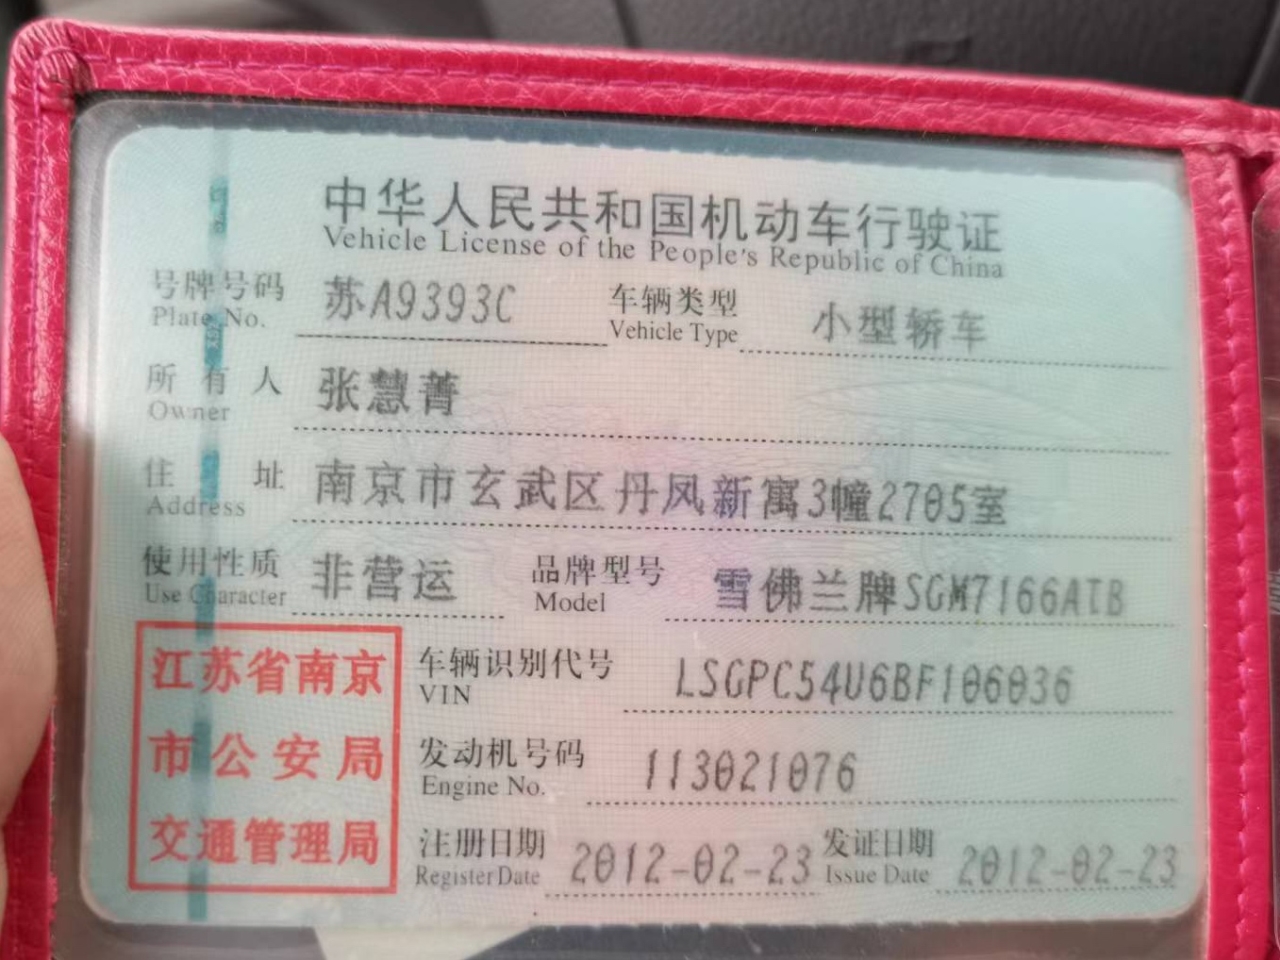 中华人民共和国机动车行驶证
Vehicle License of the People's Republic of China
号牌号码 苏A9393C 车辆类型 小型轿车
Plate No. Vehicle Type
所有人 张慧菁
Owner
住址 南京市玄武区丹凤新寓3幢2705室
Address
使用性质 非营运 品牌型号 雪佛兰牌SGM7166ATB
Use Character Model
江苏省南京
市公安局
交通管理局
车辆识别代号 LSGPC54U6BF106036
VIN
发动机号码 113021076
Engine No.
注册日期 2012-02-23 发证日期 2012-02-23
Register Date Issue Date